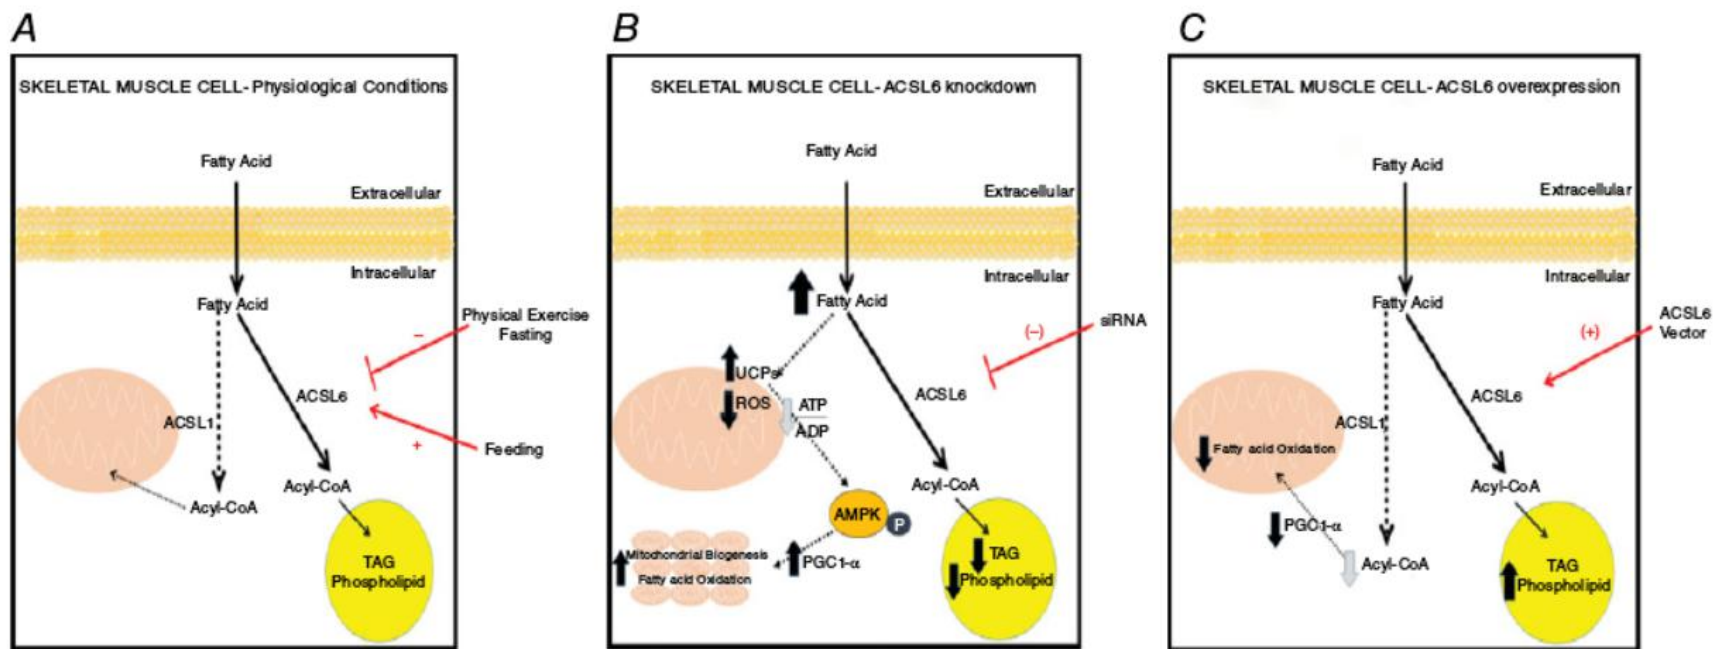 A
SKELETAL MUSCLE CELL- Physiological Conditions
Fatty Acid
Extracellular
Intracellular
Fatty Acid
Physical Exercise
Fasting
–
ACSL6
ACSL1
+
Feeding
Acyl-CoA
Acyl-CoA
TAG
Phospholipid
B
SKELETAL MUSCLE CELL- ACSL6 knockdown
Fatty Acid
Extracellular
Intracellular
Fatty Acid
(–)
siRNA
UCPs
ROS
ATP
ADP
ACSL6
Acyl-CoA
AMPK
P
Mitochondrial Biogenesis
Fatty acid Oxidation
PGC1-α
TAG
Phospholipid
C
SKELETAL MUSCLE CELL- ACSL6 overexpression
Fatty Acid
Extracellular
Intracellular
Fatty Acid
ACSL6
Vector
(+)
ACSL6
ACSL1
Fatty acid Oxidation
Acyl-CoA
PGC1-α
Acyl-CoA
TAG
Phospholipid